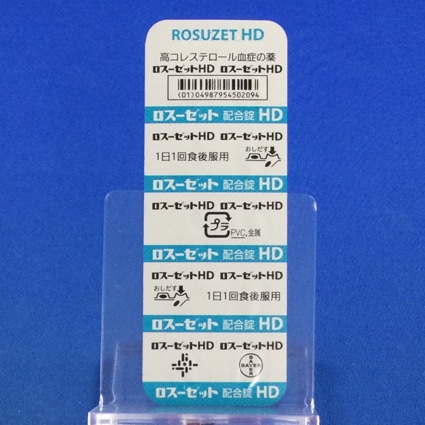 ROSUZET HD
高コレステロール血症の薬
ロスーゼットHD ロスーゼットHD
(01)04987954502094
ロスーゼット 配合錠 HD
ロスーゼットHD ロスーゼットHD
1日1回食後服用 おしだす
ロスーゼット 配合錠 HD
ロスーゼットHD ロスーゼットHD
プラ PVC,金属
ロスーゼット 配合錠 HD
ロスーゼットHD ロスーゼットHD
おしだす 1日1回食後服用
ロスーゼット 配合錠 HD
ロスーゼットHD ロスーゼットHD
BAYER
BAYER
ロスーゼット 配合錠 HD